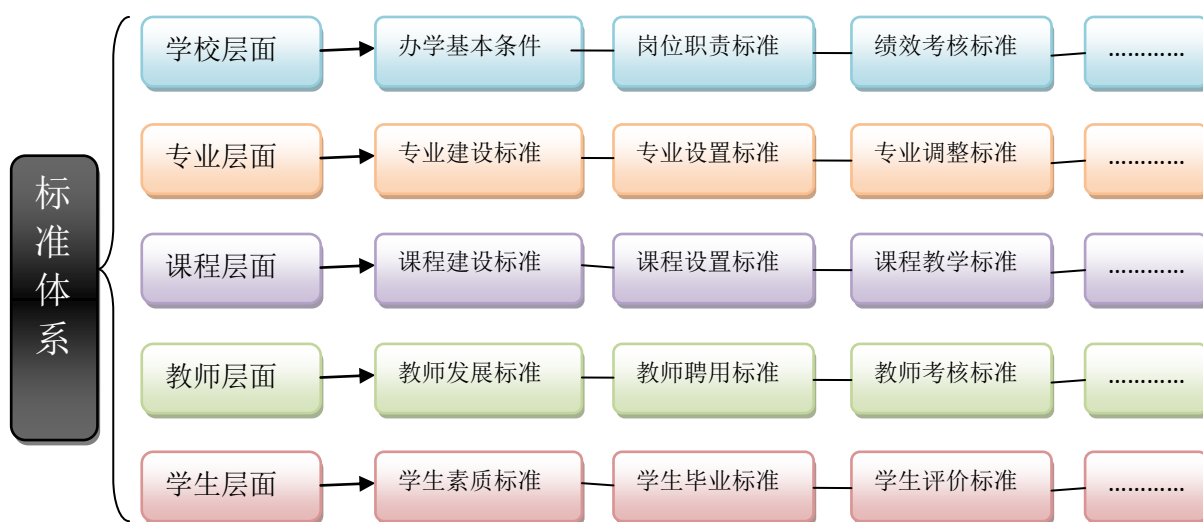 标准体系
学校层面 办学基本条件 岗位职责标准 绩效考核标准 …………
专业层面 专业建设标准 专业设置标准 专业调整标准 …………
课程层面 课程建设标准 课程设置标准 课程教学标准 …………
教师层面 教师发展标准 教师聘用标准 教师考核标准 …………
学生层面 学生素质标准 学生毕业标准 学生评价标准 …………